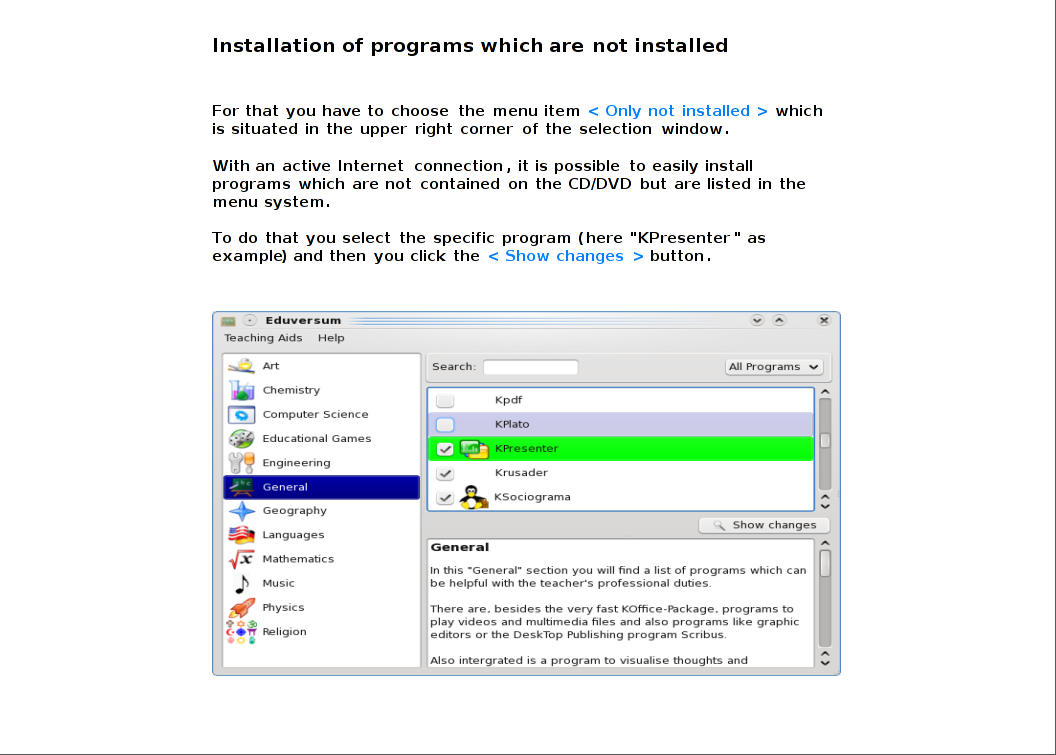 Installation of programs which are not installed
For that you have to choose the menu item < Only not installed > which
is situated in the upper right corner of the selection window.
With an active Internet connection, it is possible to easily install
programs which are not contained on the CD/DVD but are listed in the
menu system.
To do that you select the specific program (here "KPresenter" as
example) and then you click the < Show changes > button.
Eduversum
Teaching Aids Help
Art
Chemistry
Computer Science
Educational Games
Engineering
General
Geography
Languages
Mathematics
Music
Physics
Religion
Search:
All Programs
Kpdf
KPlato
KPresenter
Krusader
KSociograma
Show changes
General
In this "General" section you will find a list of programs which can
be helpful with the teacher's professional duties.
There are, besides the very fast KOffice-Package, programs to
play videos and multimedia files and also programs like graphic
editors or the DeskTop Publishing program Scribus.
Also intergrated is a program to visualise thoughts and